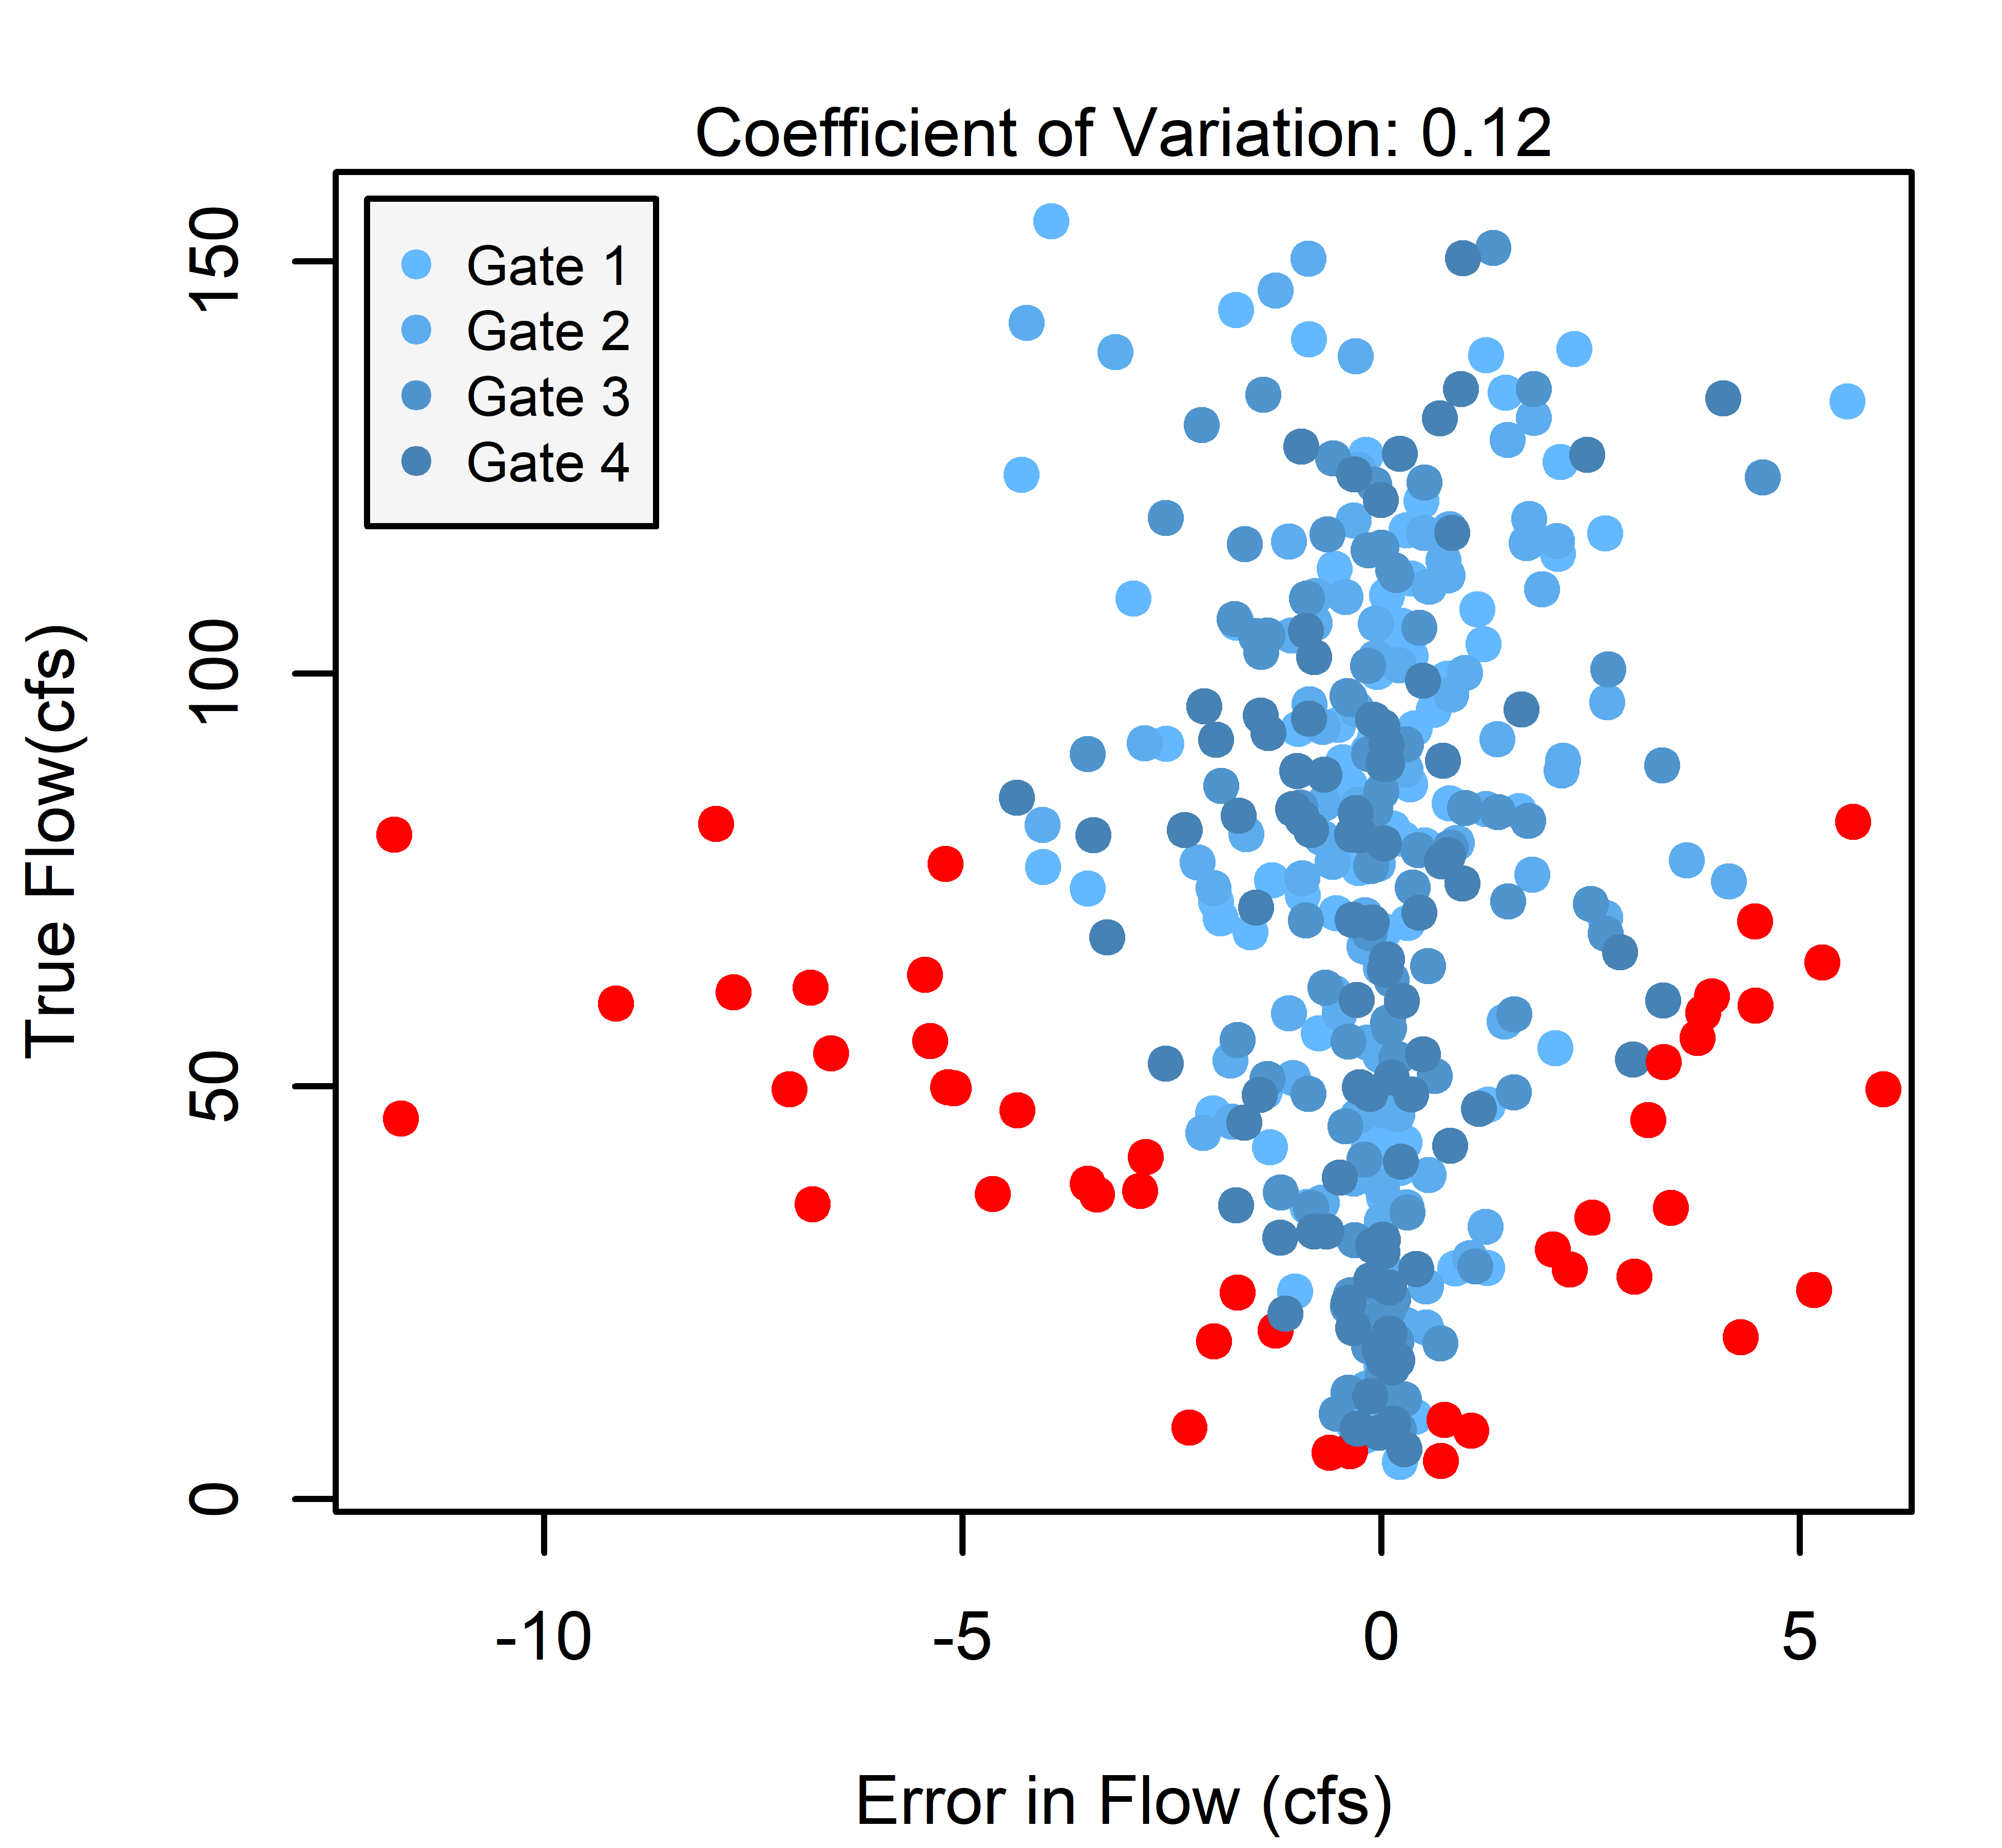 Coefficient of Variation: 0.12
Gate 1
Gate 2
Gate 3
Gate 4
True Flow(cfs)
150
100
50
0
-10 -5 0 5
Error in Flow (cfs)